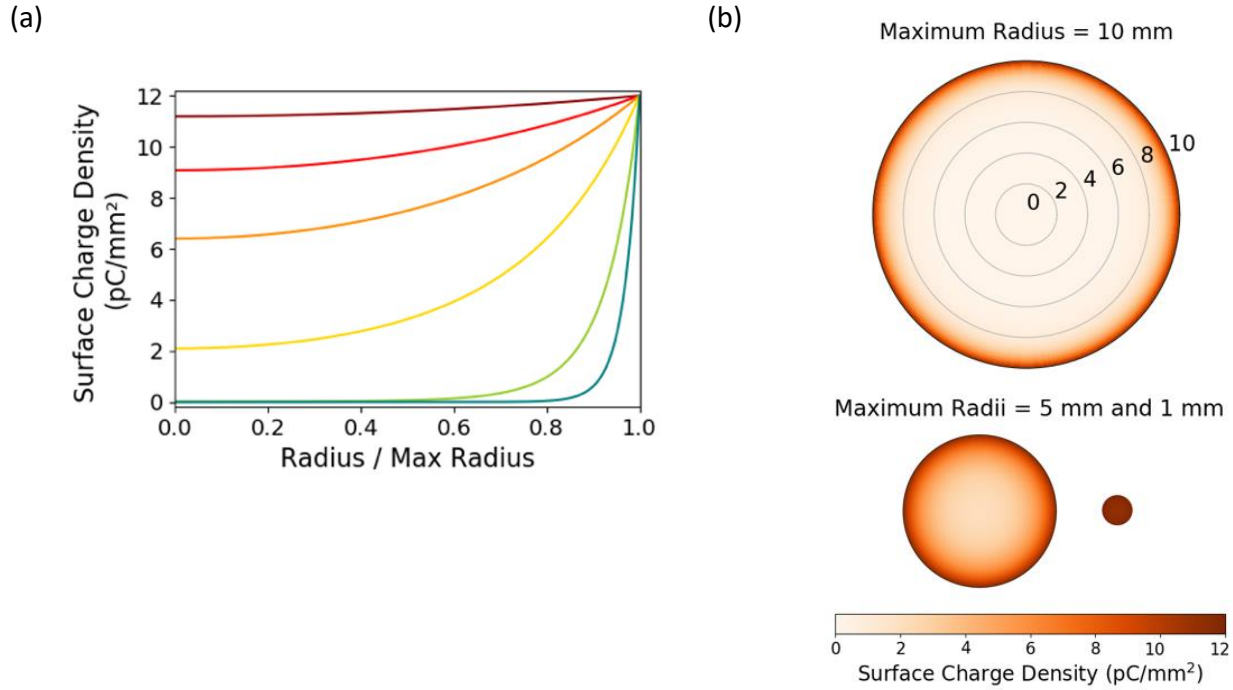 (a)
Surface Charge Density
(pC/mm²)
12
10
8
6
4
2
0
0.0 0.2 0.4 0.6 0.8 1.0
Radius / Max Radius
(b)
Maximum Radius = 10 mm
0 2 4 6 8 10
Maximum Radii = 5 mm and 1 mm
0 2 4 6 8 10 12
Surface Charge Density (pC/mm²)